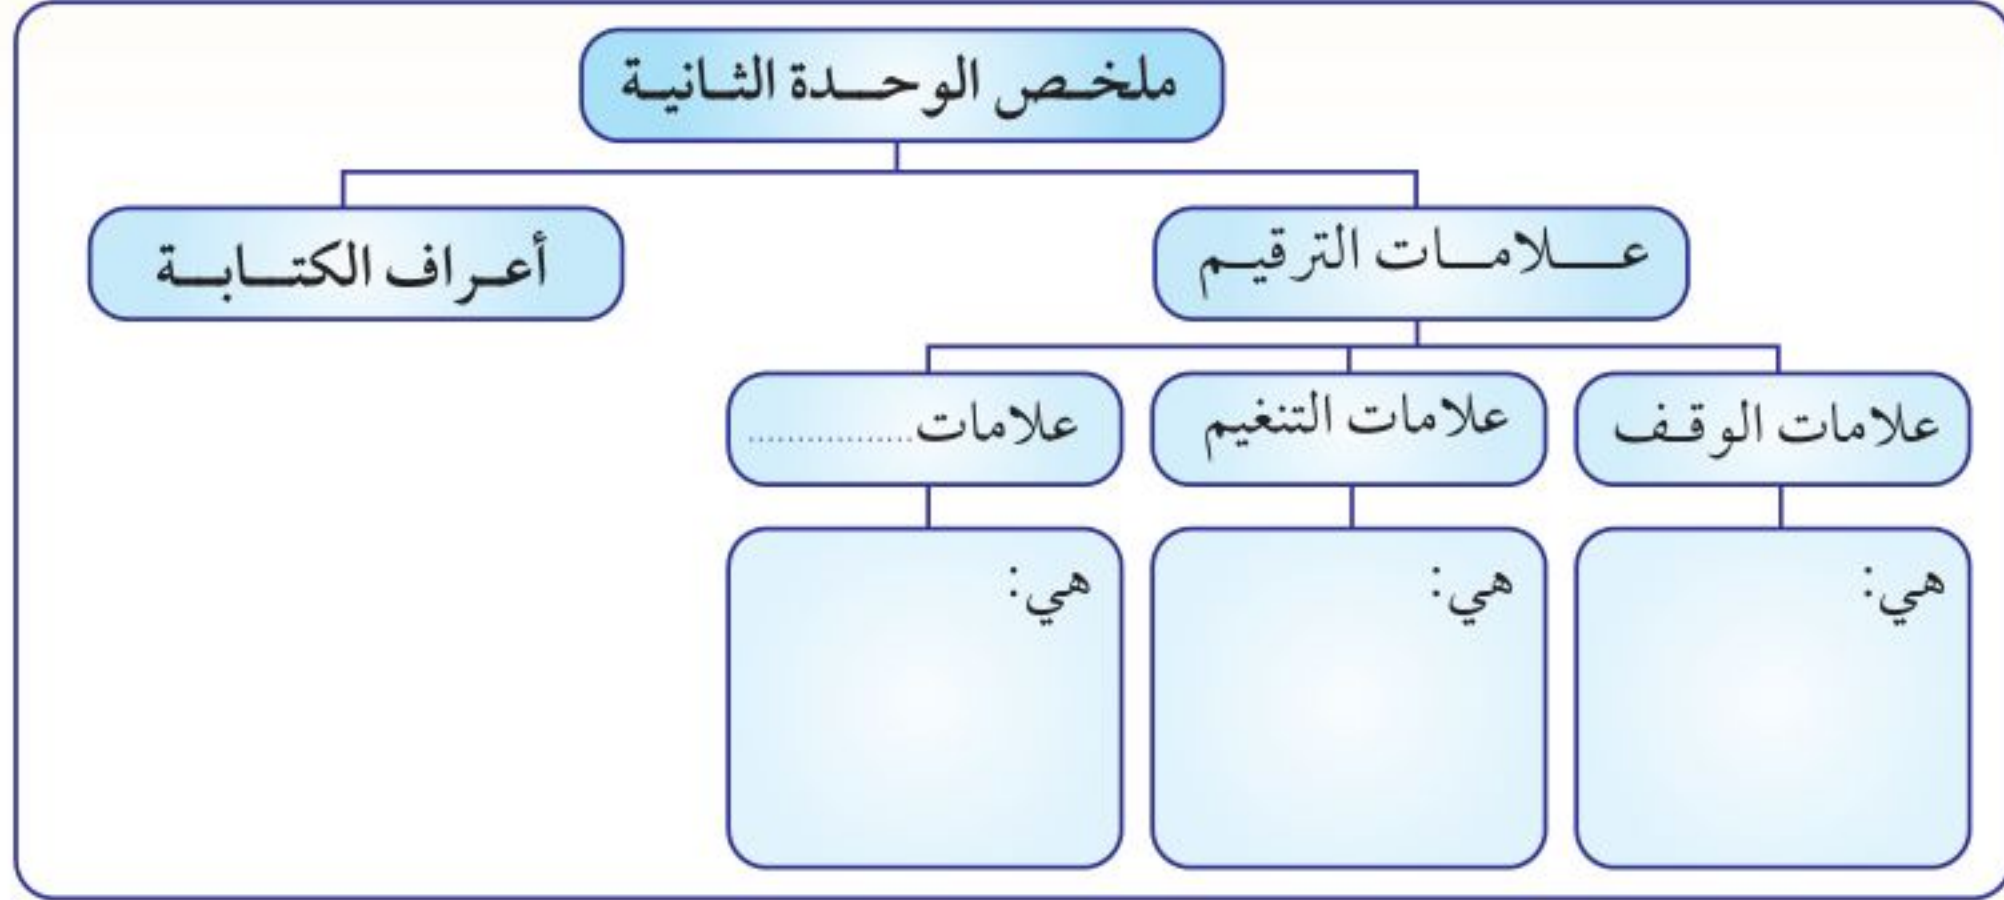 ملخص الوحدة الثانية
علامات الترقيم
أعراف الكتابة
علامات الوقف
علامات التنغيم
علامات................
هي:
هي:
هي: